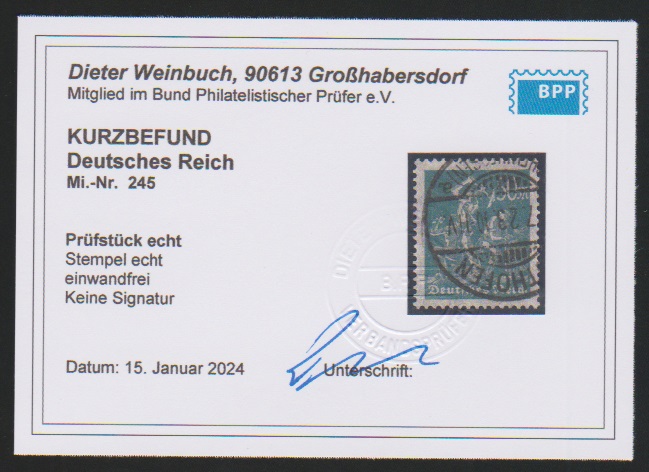 Dieter Weinbuch, 90613 Großhabersdorf
Mitglied im Bund Philatelistischer Prüfer e.V.
BPP
KURZBEFUND
Deutsches Reich
Mi.-Nr. 245
Prüfstück echt
Stempel echt
einwandfrei
Keine Signatur
Datum: 15. Januar 2024
Unterschrift:
Deutsches